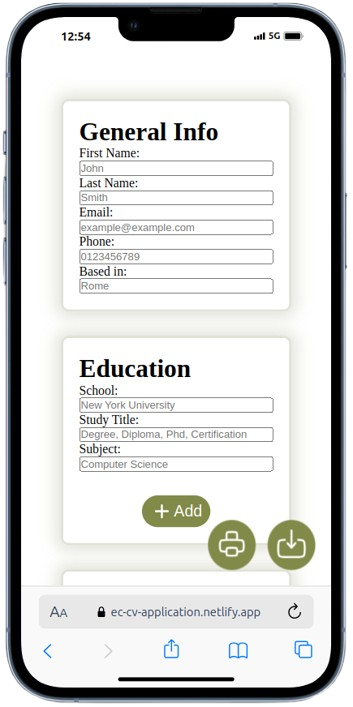 12:54
5G
General Info
First Name:
John
Last Name:
Smith
Email:
example@example.com
Phone:
0123456789
Based in:
Rome
Education
School:
New York University
Study Title:
Degree, Diploma, Phd, Certification
Subject:
Computer Science
+ Add
AA ec-cv-application.netlify.app